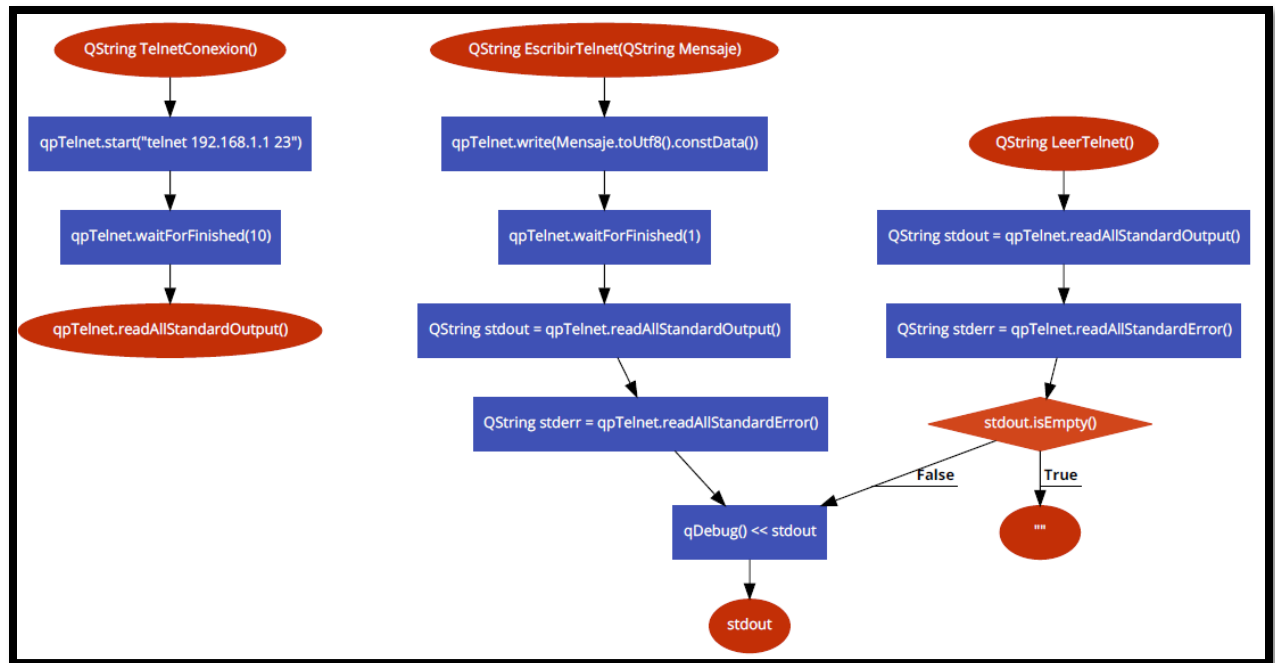 QString TelnetConexion()
qpTelnet.start("telnet 192.168.1.1 23")
qpTelnet.waitForFinished(10)
qpTelnet.readAllStandardOutput()
QString EscribirTelnet(QString Mensaje)
qpTelnet.write(Mensaje.toUtf8().constData())
qpTelnet.waitForFinished(1)
QString stdout = qpTelnet.readAllStandardOutput()
QString stderr = qpTelnet.readAllStandardError()
QString LeerTelnet()
QString stdout = qpTelnet.readAllStandardOutput()
QString stderr = qpTelnet.readAllStandardError()
stdout.isEmpty()
False
True
qDebug() << stdout
""
stdout